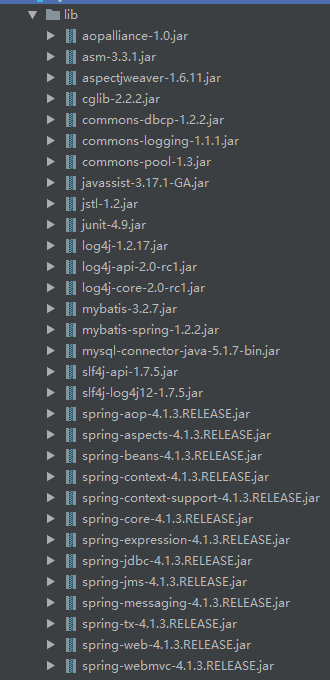 lib
aopalliance-1.0.jar
asm-3.3.1.jar
aspectjweaver-1.6.11.jar
cglib-2.2.2.jar
commons-dbcp-1.2.2.jar
commons-logging-1.1.1.jar
commons-pool-1.3.jar
javassist-3.17.1-GA.jar
jstl-1.2.jar
junit-4.9.jar
log4j-1.2.17.jar
log4j-api-2.0-rc1.jar
log4j-core-2.0-rc1.jar
mybatis-3.2.7.jar
mybatis-spring-1.2.2.jar
mysql-connector-java-5.1.7-bin.jar
slf4j-api-1.7.5.jar
slf4j-log4j12-1.7.5.jar
spring-aop-4.1.3.RELEASE.jar
spring-aspects-4.1.3.RELEASE.jar
spring-beans-4.1.3.RELEASE.jar
spring-context-4.1.3.RELEASE.jar
spring-context-support-4.1.3.RELEASE.jar
spring-core-4.1.3.RELEASE.jar
spring-expression-4.1.3.RELEASE.jar
spring-jdbc-4.1.3.RELEASE.jar
spring-jms-4.1.3.RELEASE.jar
spring-messaging-4.1.3.RELEASE.jar
spring-tx-4.1.3.RELEASE.jar
spring-web-4.1.3.RELEASE.jar
spring-webmvc-4.1.3.RELEASE.jar